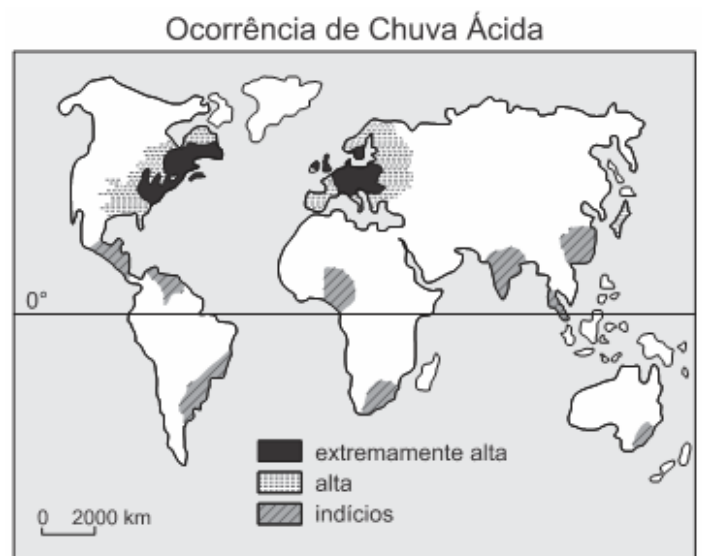 Ocorrência de Chuva Ácida
0°
extremamente alta
alta
indícios
0 2000 km